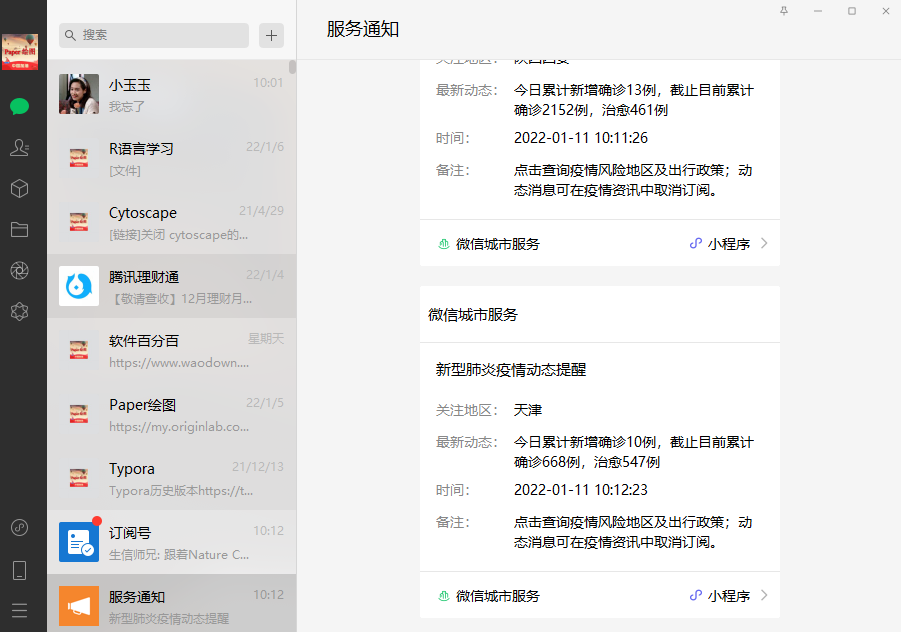 Paper绘图
搜索
小玉玉
10:01
我忘了
R语言学习
22/1/6
[文件]
Cytoscape
21/4/29
[链接]关闭 cytoscape的...
腾讯理财通
22/1/4
【敬请查收】12月理财月...
软件百分百
星期天
https://www.waodown....
Paper绘图
22/1/5
https://my.originlab.co...
Typora
21/12/13
Typora历史版本https://t...
订阅号
10:12
生信师兄: 跟着Nature C...
服务通知
10:12
新型肺炎疫情动态提醒
服务通知
关注地区： 陕西西安
最新动态： 今日累计新增确诊13例，截止目前累计
确诊2152例，治愈461例
时间： 2022-01-11 10:11:26
备注： 点击查询疫情风险地区及出行政策；动
态消息可在疫情资讯中取消订阅。
微信城市服务 小程序
微信城市服务
新型肺炎疫情动态提醒
关注地区： 天津
最新动态： 今日累计新增确诊10例，截止目前累计
确诊668例，治愈547例
时间： 2022-01-11 10:12:23
备注： 点击查询疫情风险地区及出行政策；动
态消息可在疫情资讯中取消订阅。
微信城市服务 小程序